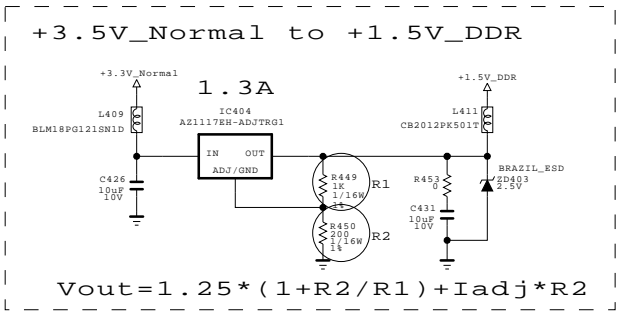 +3.5V_Normal to +1.5V_DDR
+3.3V_Normal
1.3A
+1.5V_DDR
L409
BLM18PG121SN1D
IC404
AZ1117EH-ADJTRG1
L411
CB2012PK501T
IN
OUT
ADJ/GND
C426
10uF
10V
R449
1K
1/16W
1%
R1
R450
200
1/16W
1%
R2
R453
0
C431
10uF
10V
BRAZIL_ESD
ZD403
2.5V
Vout=1.25*(1+R2/R1)+Iadj*R2